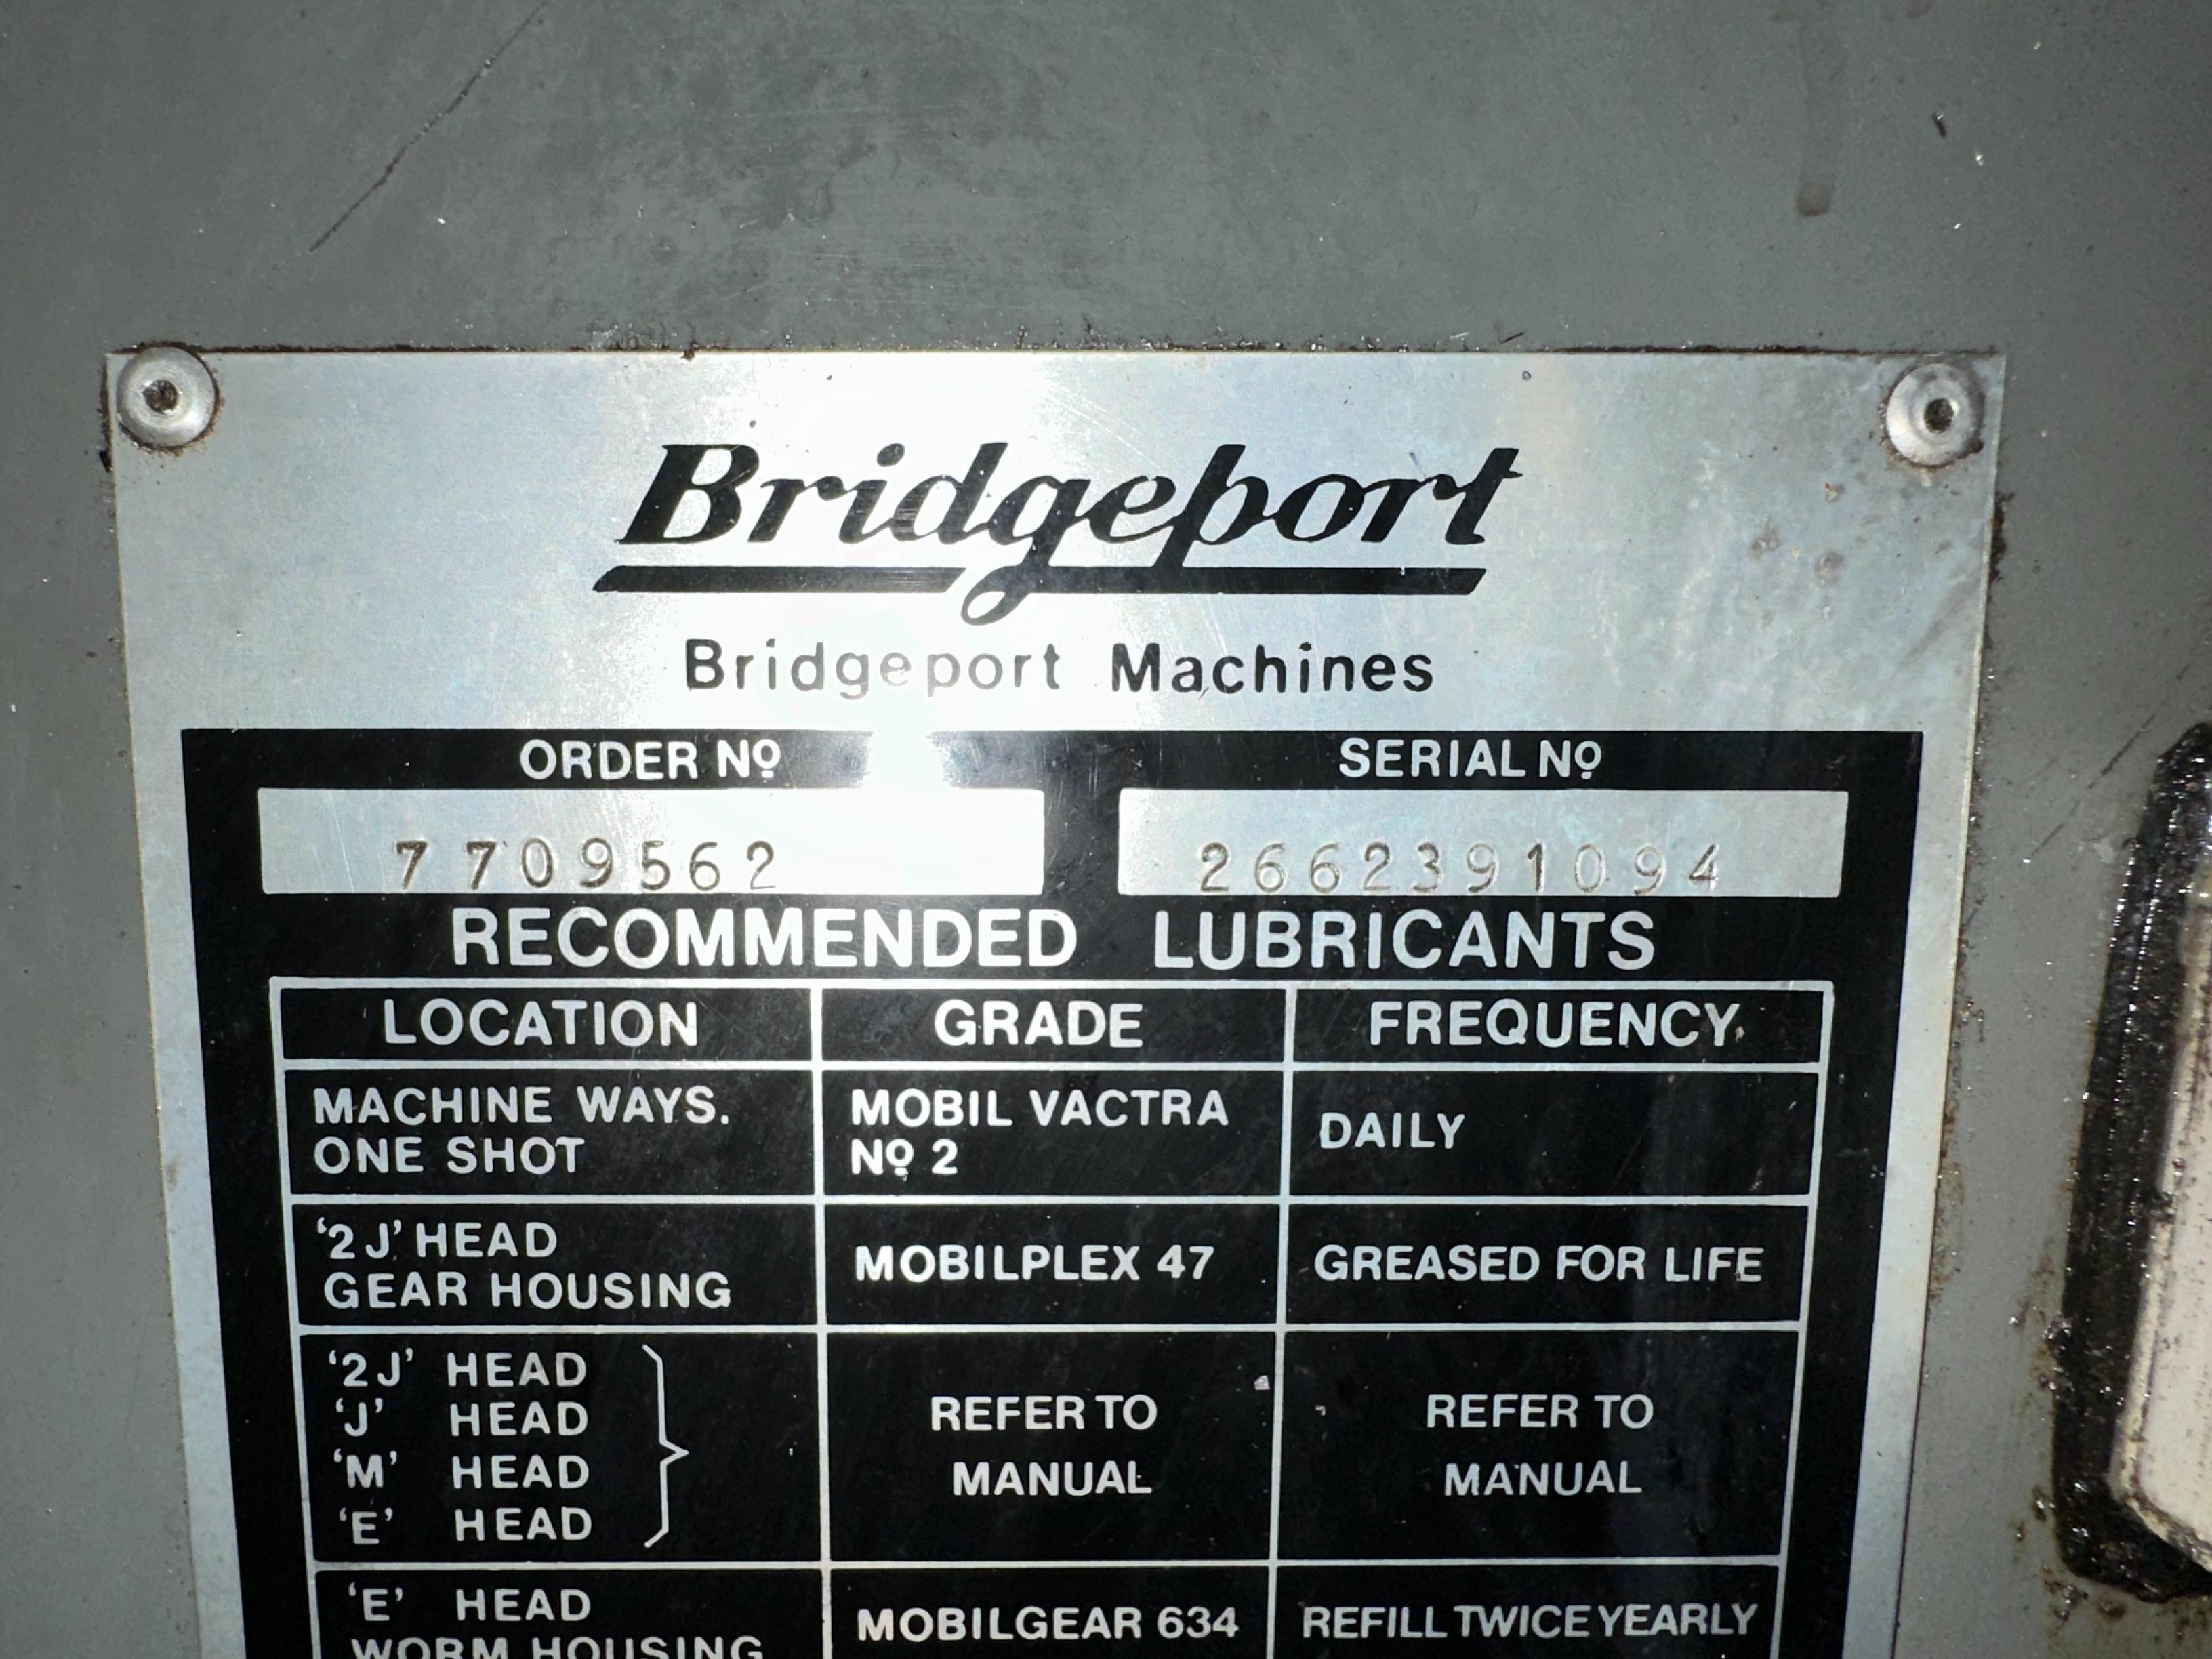 Bridgeport
Bridgeport Machines
ORDER Nº SERIAL Nº
7709562 2662391094
RECOMMENDED LUBRICANTS
LOCATION GRADE FREQUENCY
MACHINE WAYS.
ONE SHOT
MOBIL VACTRA
Nº 2
DAILY
'2J' HEAD
GEAR HOUSING
MOBILPLEX 47
GREASED FOR LIFE
'2J' HEAD
'J' HEAD
'M' HEAD
'E' HEAD
REFER TO
MANUAL
REFER TO
MANUAL
'E' HEAD
WORM HOUSING
MOBILGEAR 634
REFILL TWICE YEARLY